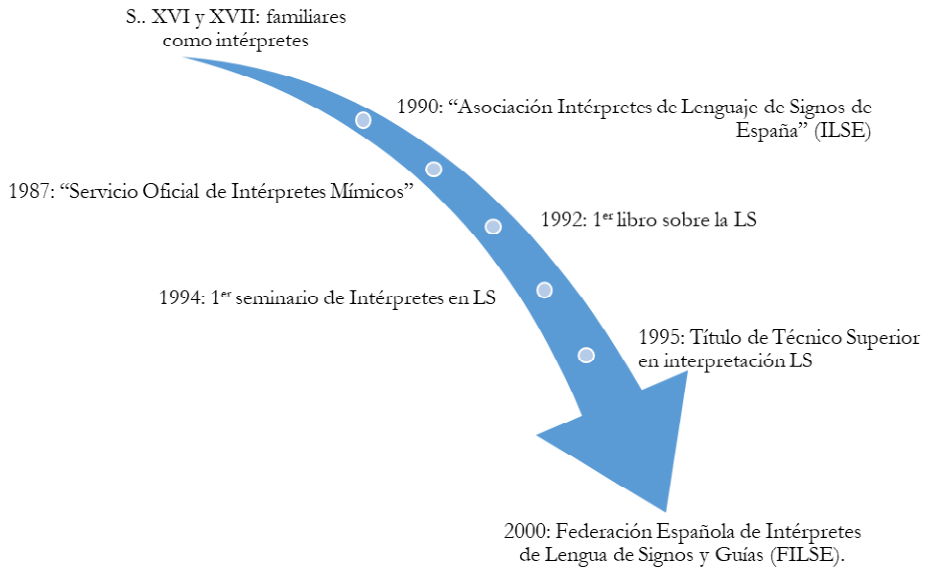 S.. XVI y XVII: familiares
como intérpretes
1990: “Asociación Intérpretes de Lenguaje de Signos de
España” (ILSE)
1987: “Servicio Oficial de Intérpretes Mímicos”
1992: 1er libro sobre la LS
1994: 1er seminario de Intérpretes en LS
1995: Título de Técnico Superior
en interpretación LS
2000: Federación Española de Intérpretes
de Lengua de Signos y Guías (FILSE).